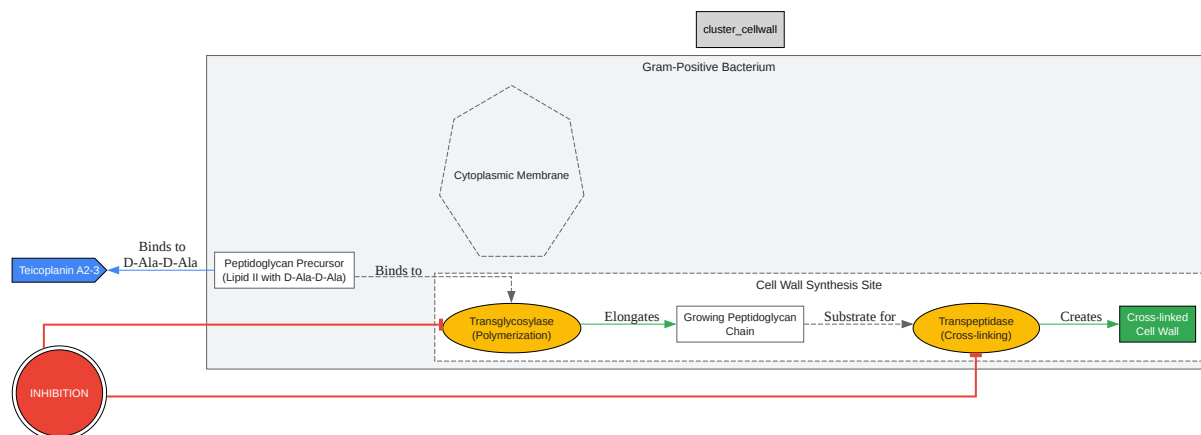 cluster_cellwall
Gram-Positive Bacterium
Cytoplasmic Membrane
Binds to
D-Ala-D-Ala
Teicoplanin A2-3
Peptidoglycan Precursor
(Lipid II with D-Ala-D-Ala)
Binds to
Cell Wall Synthesis Site
Transglycosylase
(Polymerization)
Elongates
Growing Peptidoglycan
Chain
Substrate for
Transpeptidase
(Cross-linking)
Creates
Cross-linked
Cell Wall
INHIBITION